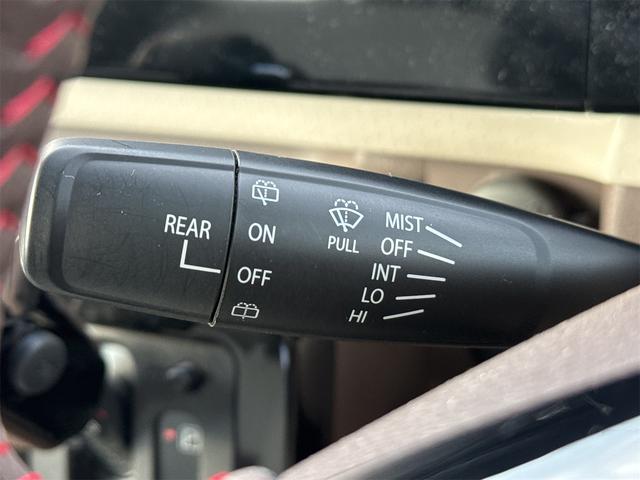 REAR
ON
OFF
PULL
MIST
OFF
INT
LO
HI